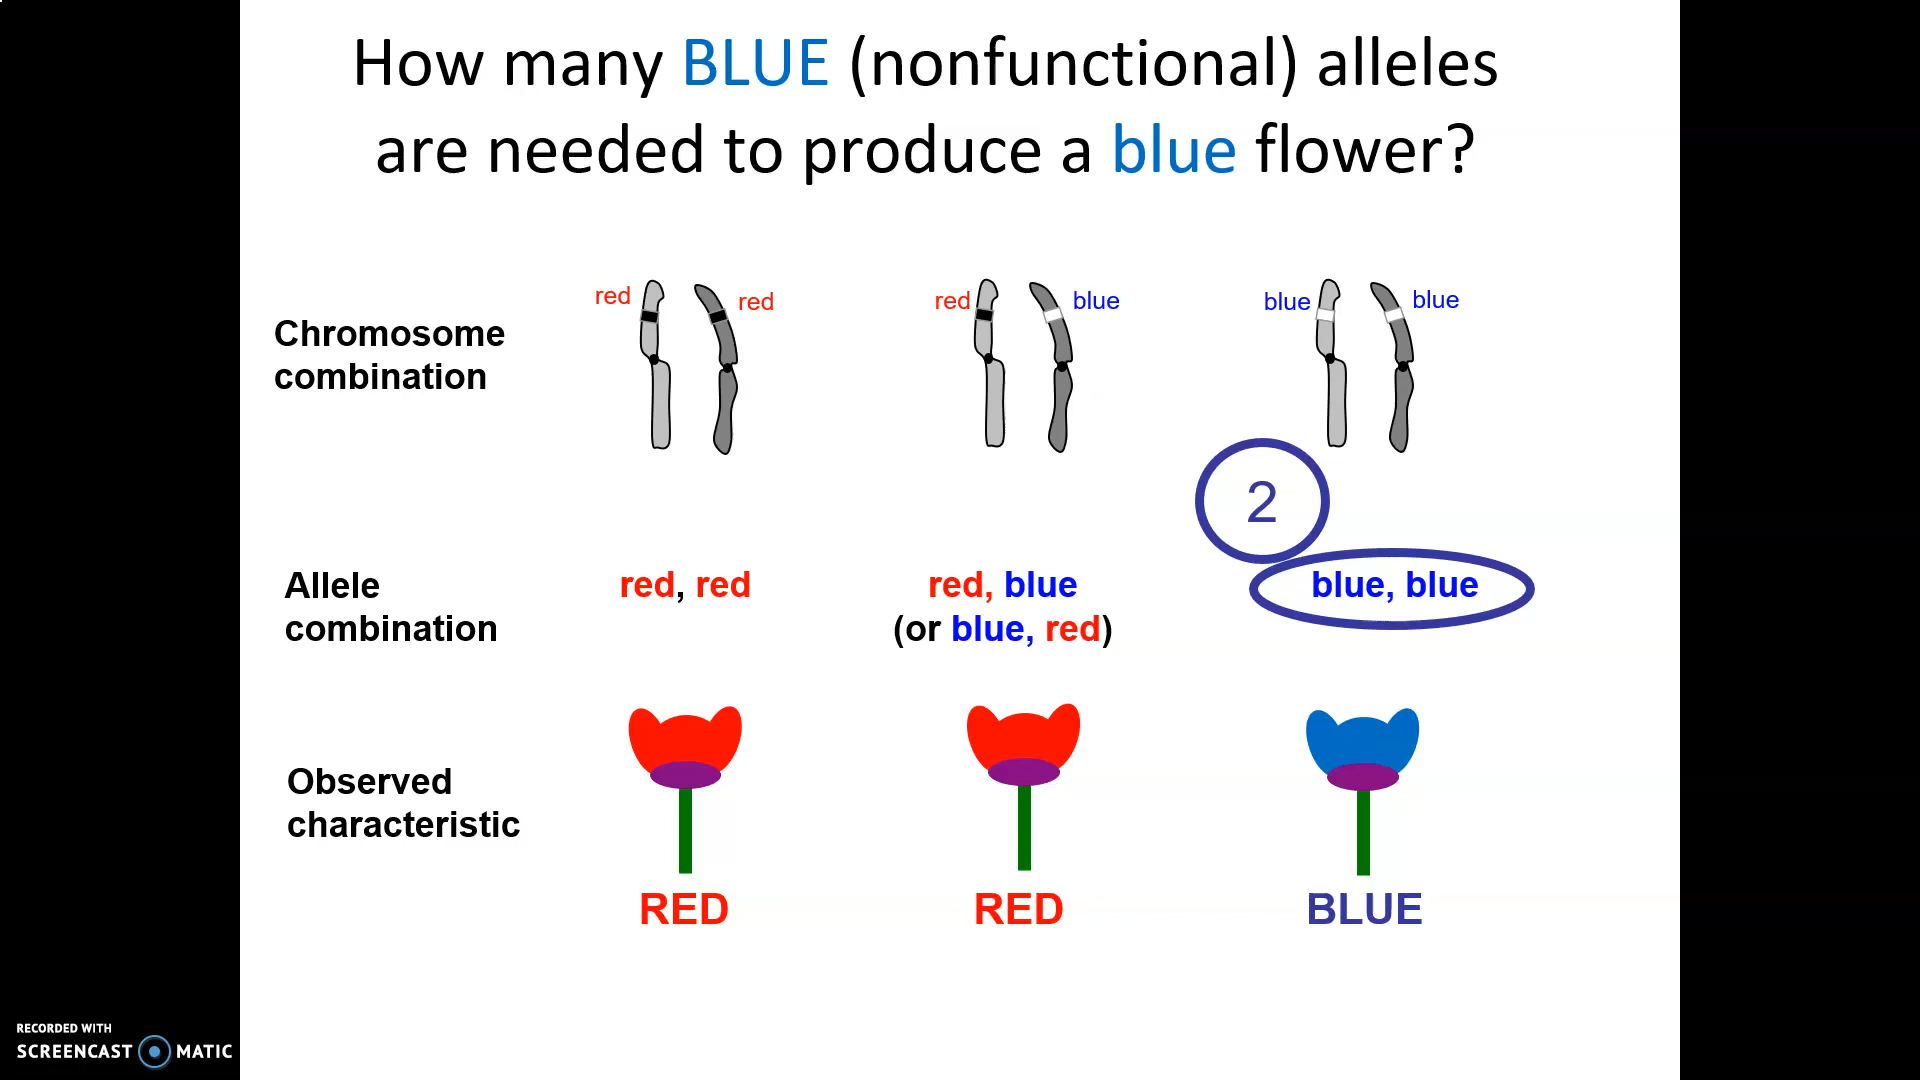 How many BLUE (nonfunctional) alleles
are needed to produce a blue flower?
red
red
red
blue
blue
blue
Chromosome
combination
2
Allele
combination
red, red
red, blue
(or blue, red)
blue, blue
Observed
characteristic
RED
RED
BLUE
RECORDED WITH
SCREENCAST MATIC